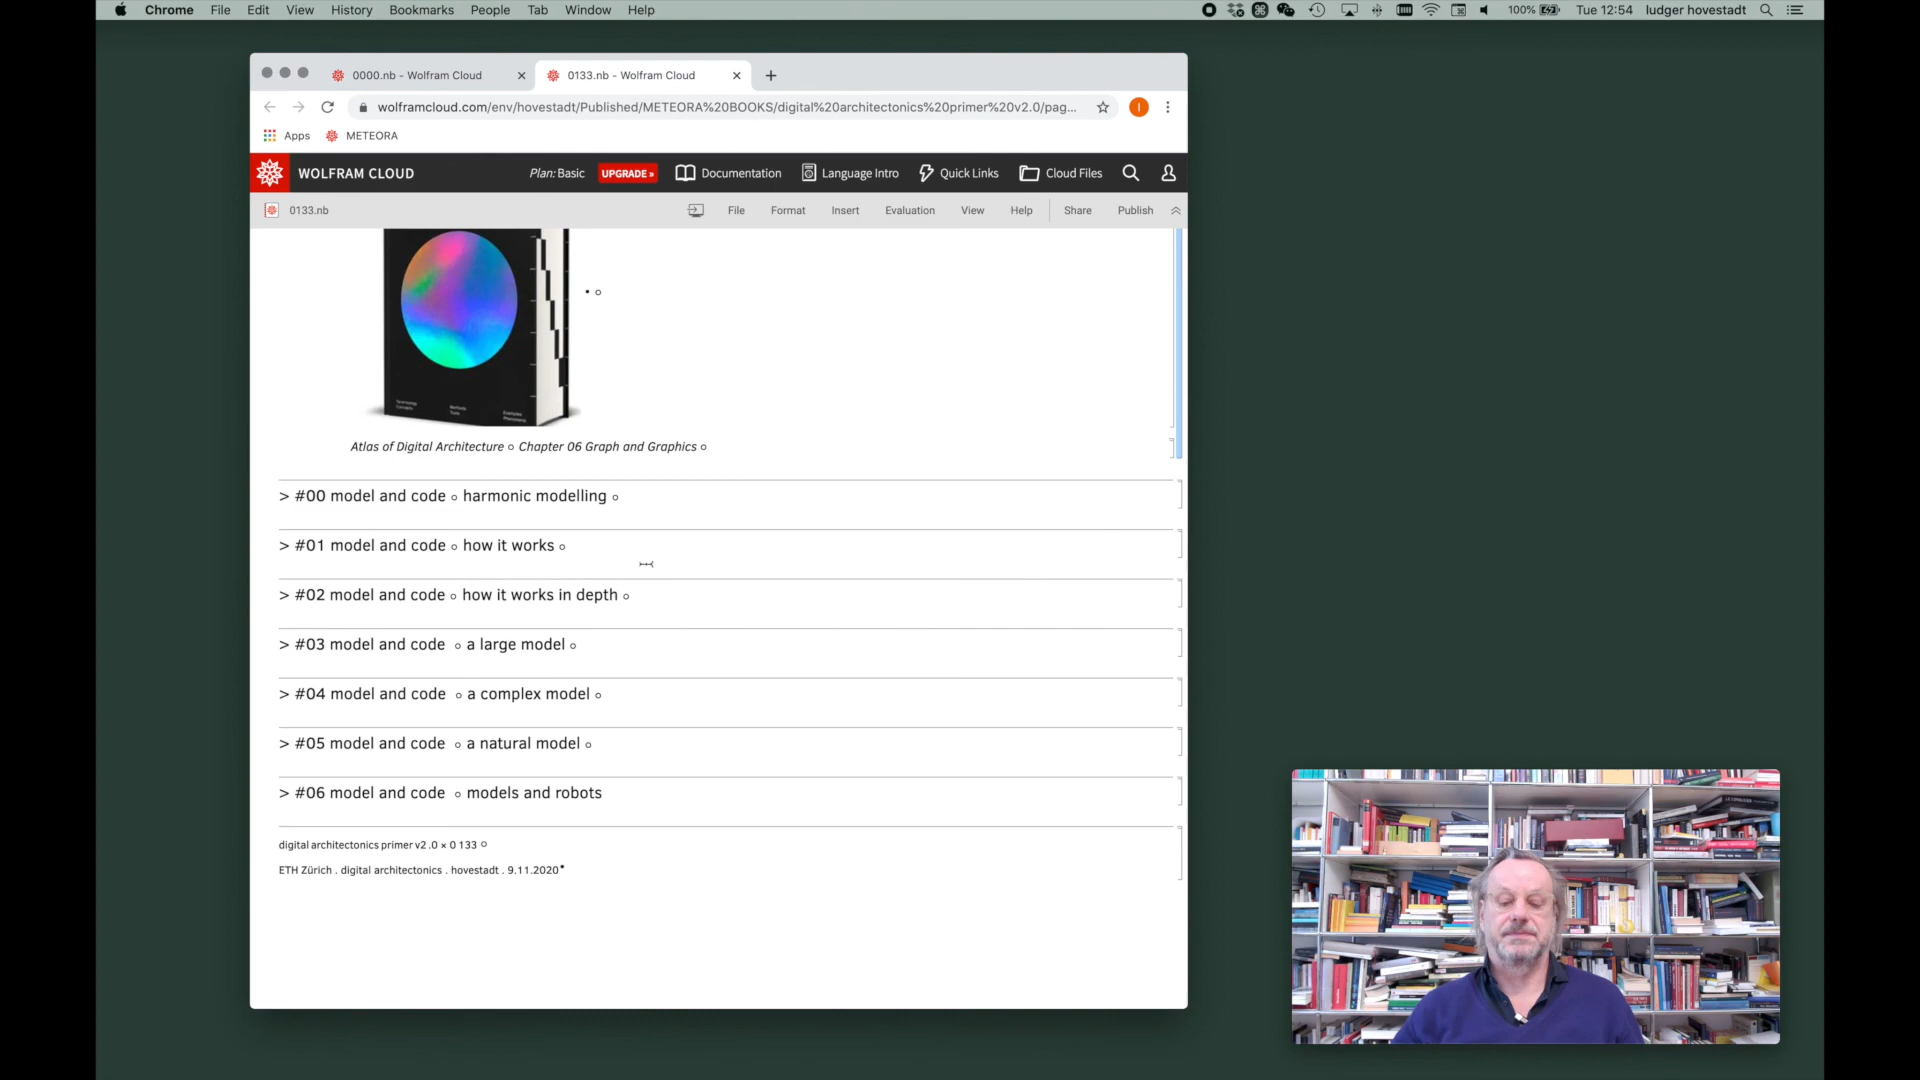 Chrome File Edit View History Bookmarks People Tab Window Help 100% Tue 12:54 ludger hovestadt
0000.nb - Wolfram Cloud 0133.nb - Wolfram Cloud
wolframcloud.com/env/hovestadt/Published/METEORA%20BOOKS/digital%20architectonics%20primer%20v2.0/pag... I
Apps METEORA
WOLFRAM CLOUD Plan: Basic UPGRADE » Documentation Language Intro Quick Links Cloud Files
0133.nb File Format Insert Evaluation View Help Share Publish
Atlas of Digital Architecture ○ Chapter 06 Graph and Graphics ○
> #00 model and code ○ harmonic modelling ○
> #01 model and code ○ how it works ○
> #02 model and code ○ how it works in depth ○
> #03 model and code ○ a large model ○
> #04 model and code ○ a complex model ○
> #05 model and code ○ a natural model ○
> #06 model and code ○ models and robots
digital architectonics primer v2.0 × 0133 ○
ETH Zürich . digital architectonics . hovestadt . 9.11.2020*